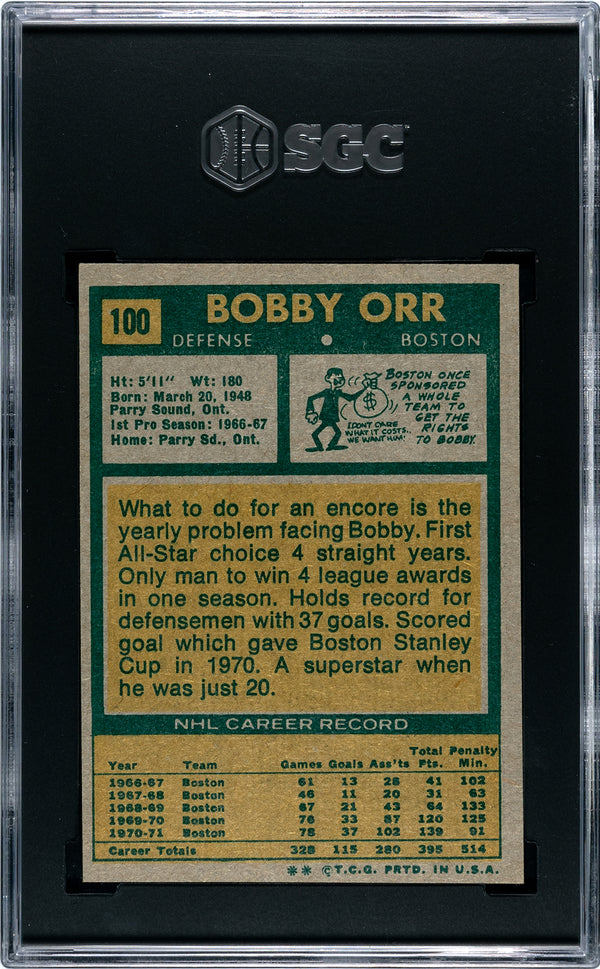 SGC
100
BOBBY ORR
DEFENSE • BOSTON
Ht: 5'11" Wt: 180
Born: March 20, 1948
Parry Sound, Ont.
1st Pro Season: 1966-67
Home: Parry Sd., Ont.
BOSTON ONCE
SPONSORED
A WHOLE
TEAM TO
GET THE
RIGHTS
TO BOBBY.
$
I DON'T CARE
WHAT IT COSTS..
WE WANT HIM!
What to do for an encore is the
yearly problem facing Bobby. First
All-Star choice 4 straight years.
Only man to win 4 league awards
in one season. Holds record for
defensemen with 37 goals. Scored
goal which gave Boston Stanley
Cup in 1970. A superstar when
he was just 20.
NHL CAREER RECORD
Total Penalty
Year Team Games Goals Ass'ts Pts. Min.
1966-67 Boston 61 13 28 41 102
1967-68 Boston 46 11 20 31 63
1968-69 Boston 67 21 43 64 133
1969-70 Boston 76 33 87 120 125
1970-71 Boston 78 37 102 139 91
Career Totals 328 115 280 395 514
** ©T.C.G. PRTD. IN U.S.A.